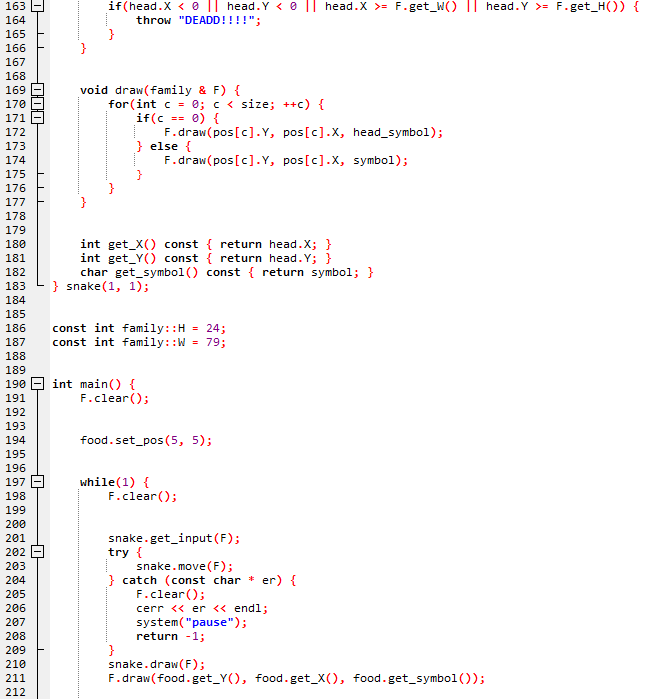 163 if(head.X < 0 || head.Y < 0 || head.X >= F.get_W() || head.Y >= F.get_H()) {
164 throw "DEADD!!!!";
165 }
166 }
167
168
169 void draw(family & F) {
170 for(int c = 0; c < size; ++c) {
171 if(c == 0) {
172 F.draw(pos[c].Y, pos[c].X, head_symbol);
173 } else {
174 F.draw(pos[c].Y, pos[c].X, symbol);
175 }
176 }
177 }
178
179
180 int get_X() const { return head.X; }
181 int get_Y() const { return head.Y; }
182 char get_symbol() const { return symbol; }
183 } snake(1, 1);
184
185
186 const int family::H = 24;
187 const int family::W = 79;
188
189
190 int main() {
191 F.clear();
192
193
194 food.set_pos(5, 5);
195
196
197 while(1) {
198 F.clear();
199
200
201 snake.get_input(F);
202 try {
203 snake.move(F);
204 } catch (const char * er) {
205 F.clear();
206 cerr << er << endl;
207 system("pause");
208 return -1;
209 }
210 snake.draw(F);
211 F.draw(food.get_Y(), food.get_X(), food.get_symbol());
212